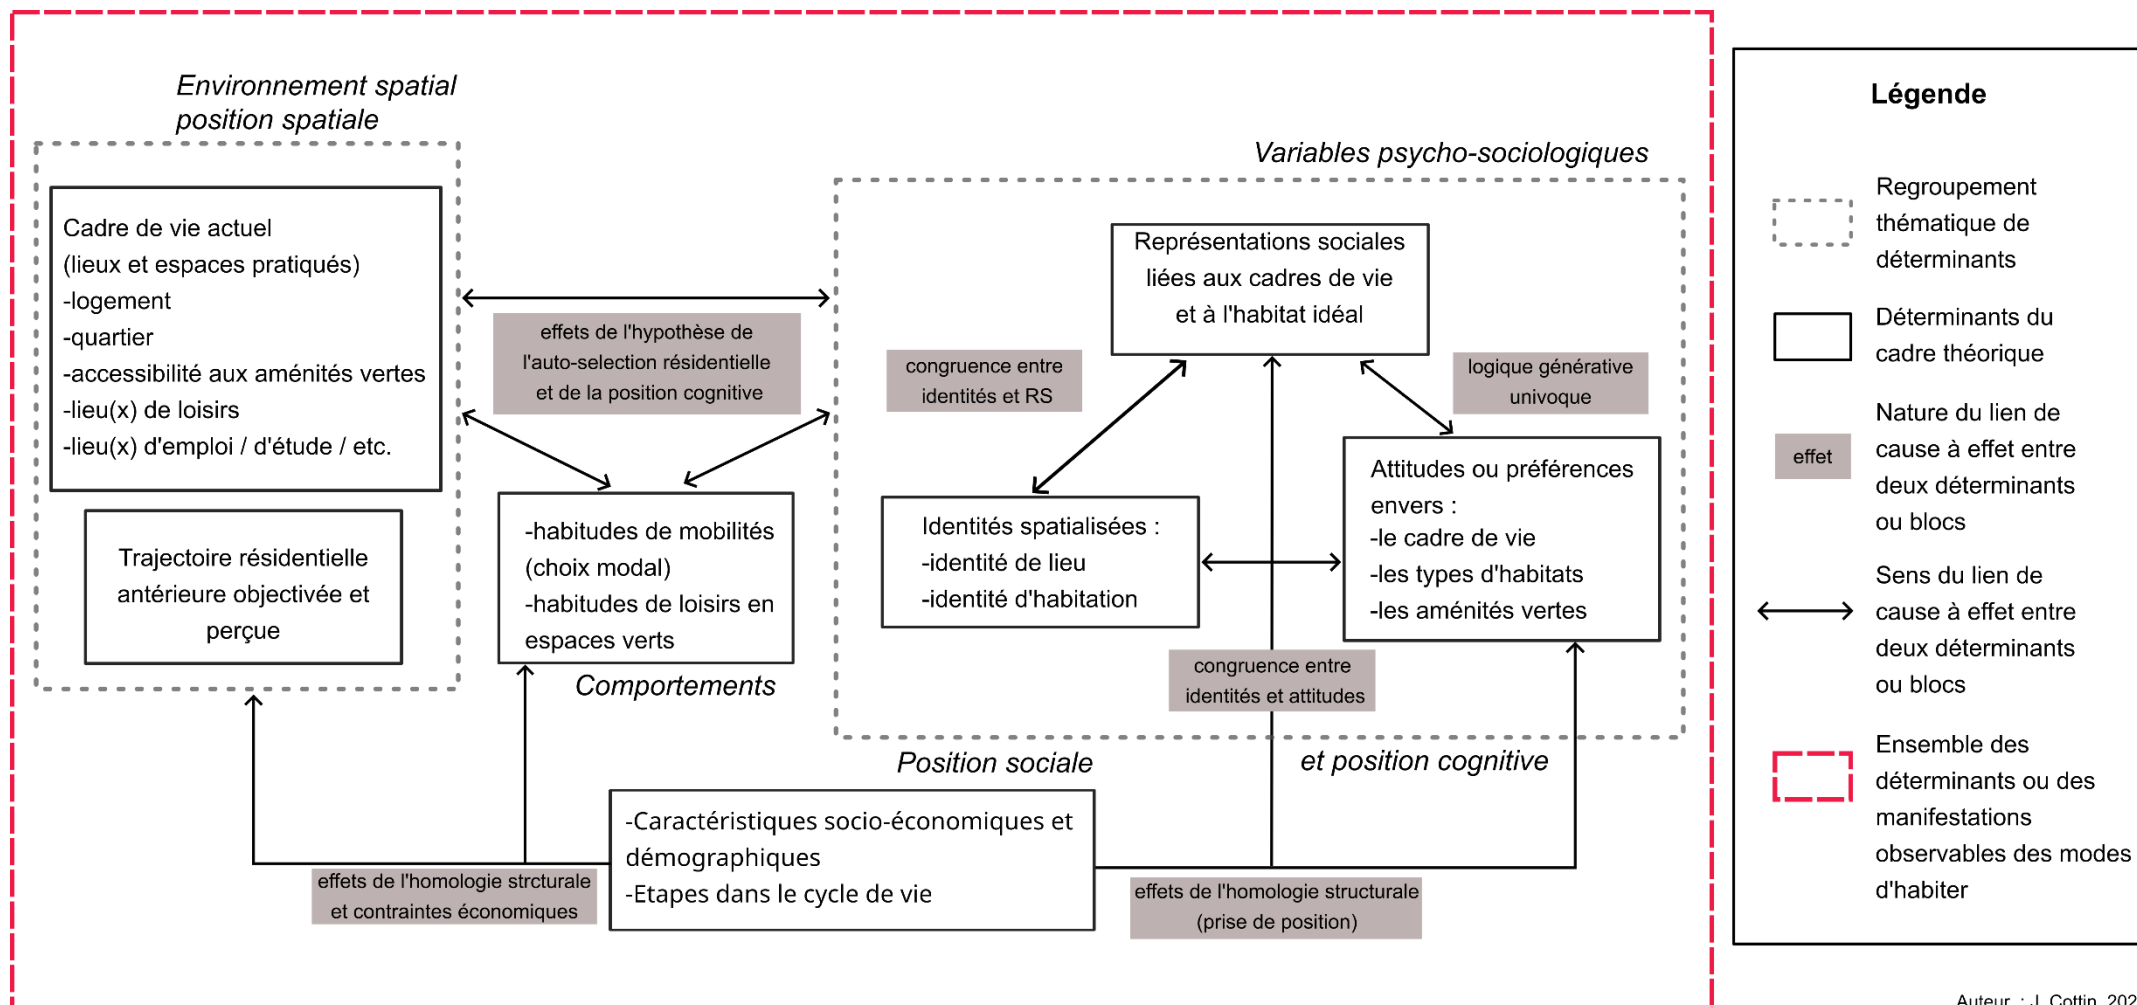 Environnement spatial
position spatiale
Cadre de vie actuel
(lieux et espaces pratiqués)
-logement
-quartier
-accessibilité aux aménités vertes
-lieu(x) de loisirs
-lieu(x) d'emploi / d'étude / etc.
Trajectoire résidentielle
antérieure objectivée et
perçue
effets de l'hypothèse de
l'auto-selection résidentielle
et de la position cognitive
-habitudes de mobilités
(choix modal)
-habitudes de loisirs en
espaces verts
Comportements
Variables psycho-sociologiques
Représentations sociales
liées aux cadres de vie
et à l'habitat idéal
congruence entre
identités et RS
logique générative
univoque
Identités spatialisées :
-identité de lieu
-identité d'habitation
Attitudes ou préférences
envers :
-le cadre de vie
-les types d'habitats
-les aménités vertes
congruence entre
identités et attitudes
Position sociale
et position cognitive
-Caractéristiques socio-économiques et
démographiques
-Etapes dans le cycle de vie
effets de l'homologie strcturale
et contraintes économiques
effets de l'homologie structurale
(prise de position)
Légende
Regroupement
thématique de
déterminants
Déterminants du
cadre théorique
effet
Nature du lien de
cause à effet entre
deux déterminants
ou blocs
Sens du lien de
cause à effet entre
deux déterminants
ou blocs
Ensemble des
déterminants ou des
manifestations
observables des modes
d'habiter
Auteur : J. Cottin, 202